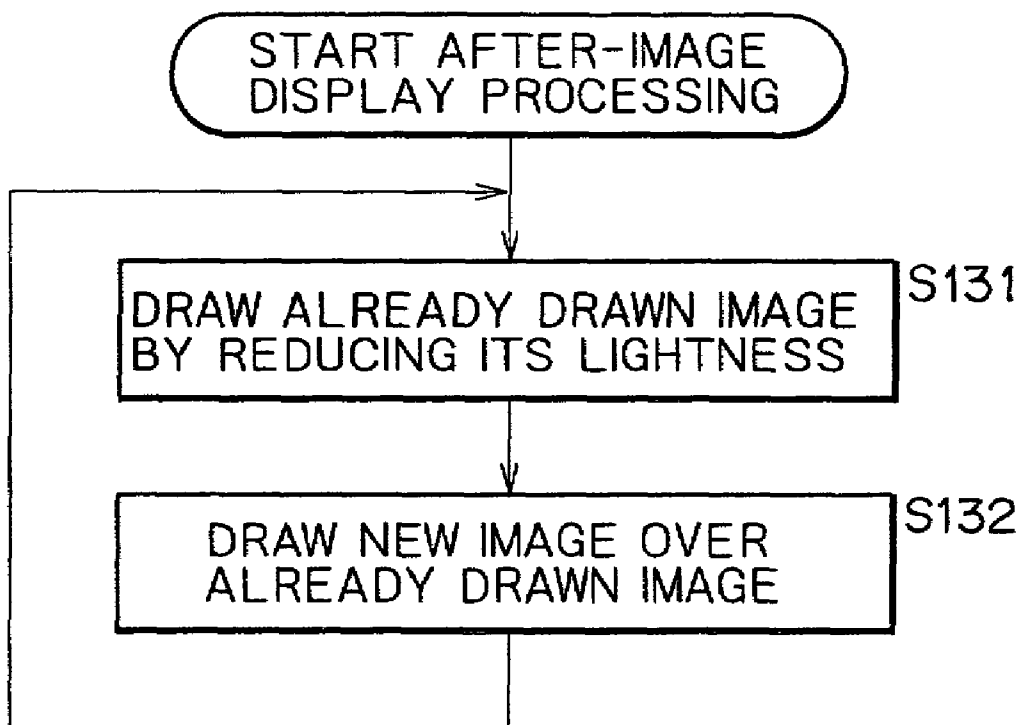 START AFTER-IMAGE
DISPLAY PROCESSING
S131
DRAW ALREADY DRAWN IMAGE
BY REDUCING ITS LIGHTNESS
S132
DRAW NEW IMAGE OVER
ALREADY DRAWN IMAGE